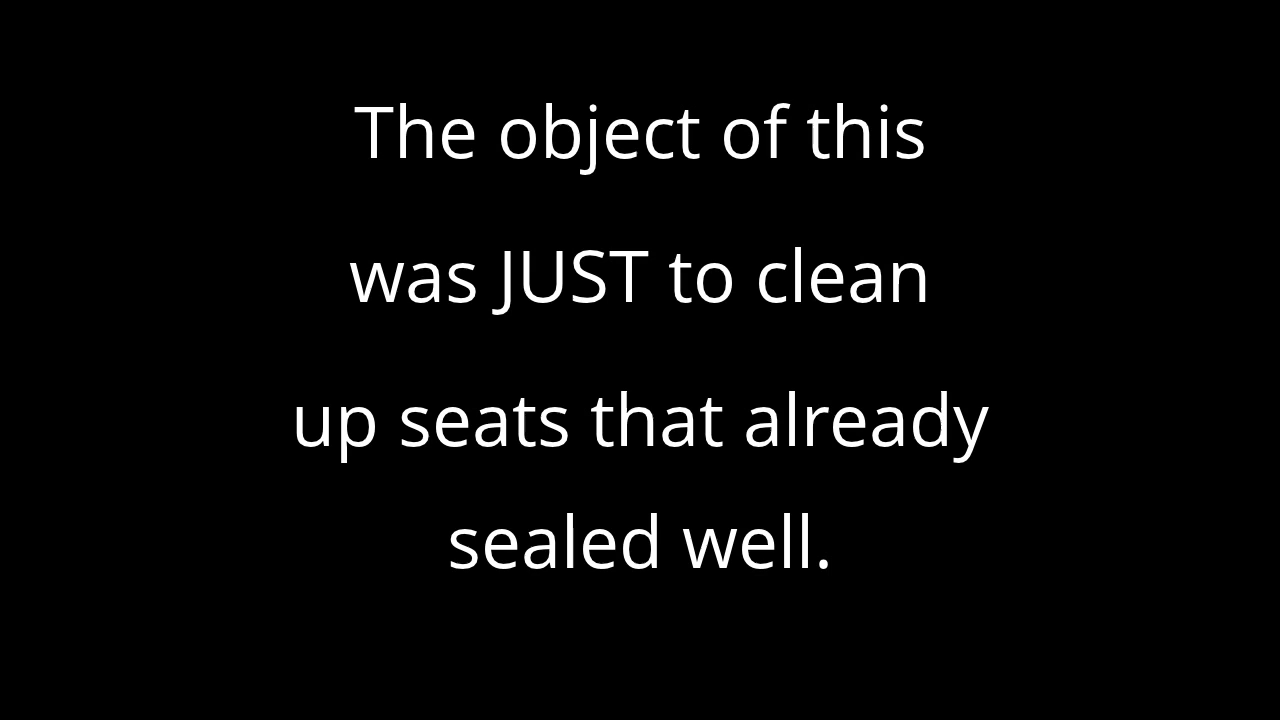 The object of this
was JUST to clean
up seats that already
sealed well.